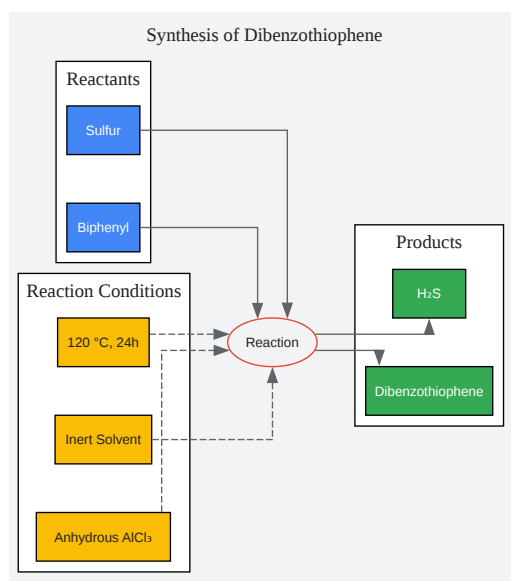 Synthesis of Dibenzothiophene
Reactants
Sulfur
Biphenyl
Reaction Conditions
120 °C, 24h
Inert Solvent
Anhydrous AlCl₃
Reaction
Products
H₂S
Dibenzothiophene